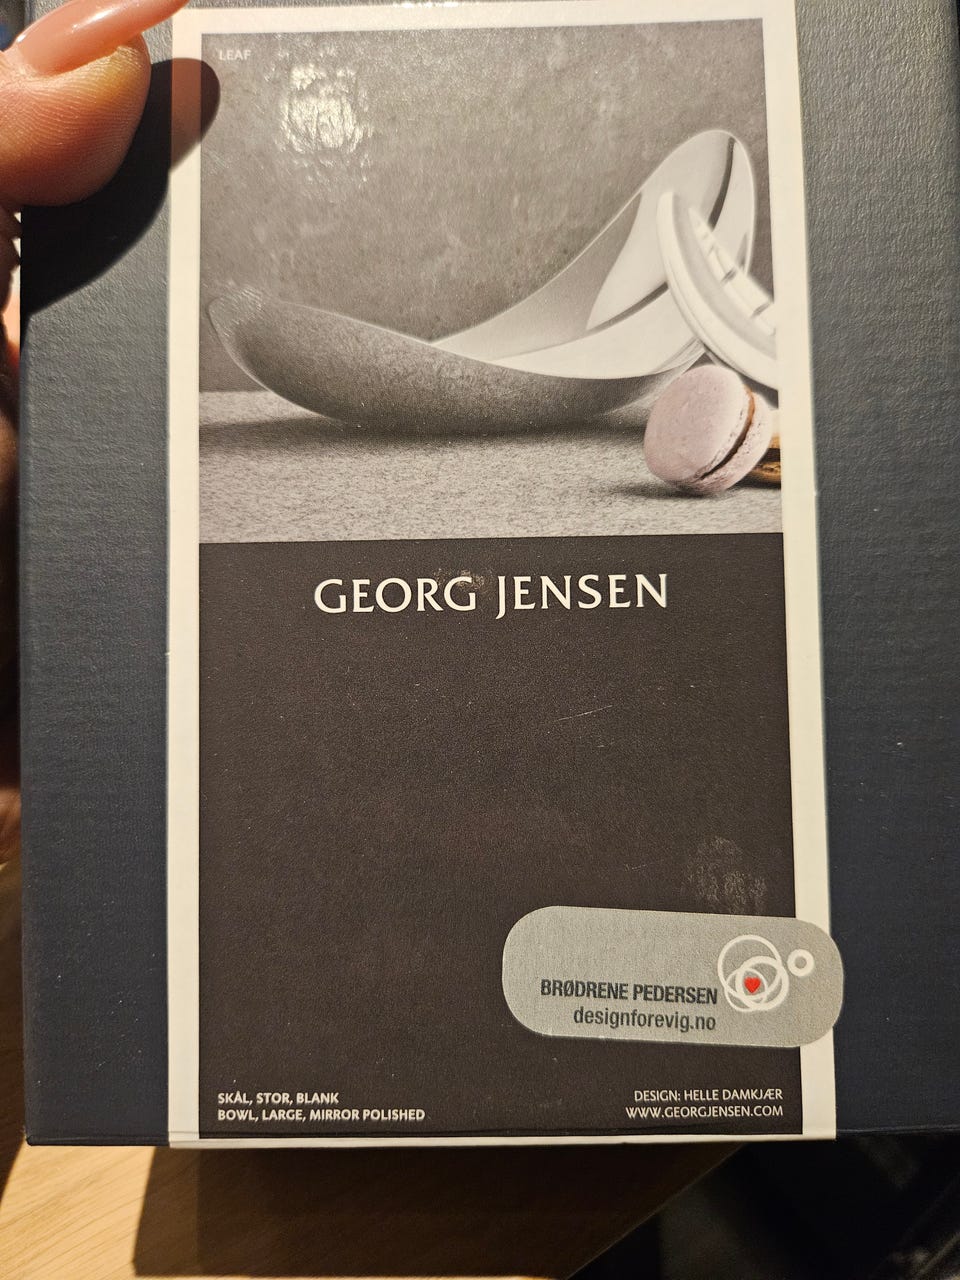 LEAF
GEORG JENSEN
BRØDRENE PEDERSEN
designforevig.no
SKÅL, STOR, BLANK
BOWL, LARGE, MIRROR POLISHED
DESIGN: HELLE DAMKJÆR
WWW.GEORGJENSEN.COM